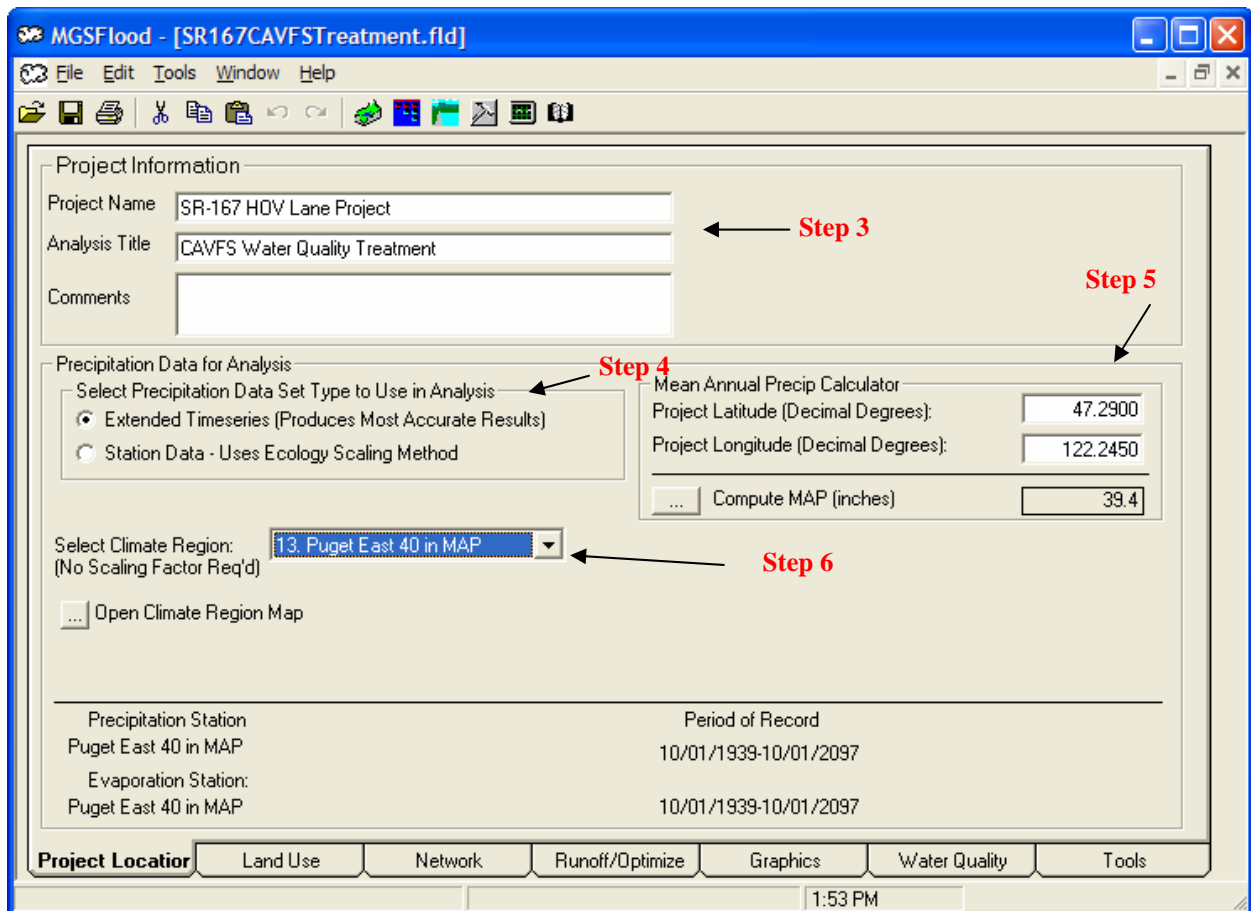 MGSFlood - [SR167CAVFSTreatment.fld]
File Edit Tools Window Help
Project Information
Project Name SR-167 HOV Lane Project
Step 3
Analysis Title CAVFS Water Quality Treatment
Comments
Step 5
Precipitation Data for Analysis
Step 4
Select Precipitation Data Set Type to Use in Analysis
Extended Timeseries (Produces Most Accurate Results)
Station Data - Uses Ecology Scaling Method
Mean Annual Precip Calculator
Project Latitude (Decimal Degrees): 47.2900
Project Longitude (Decimal Degrees): 122.2450
... Compute MAP (inches) 39.4
Select Climate Region: 13. Puget East 40 in MAP
(No Scaling Factor Req'd)
Step 6
... Open Climate Region Map
Precipitation Station Period of Record
Puget East 40 in MAP 10/01/1939-10/01/2097
Evaporation Station:
Puget East 40 in MAP 10/01/1939-10/01/2097
Project Location Land Use Network Runoff/Optimize Graphics Water Quality Tools
1:53 PM